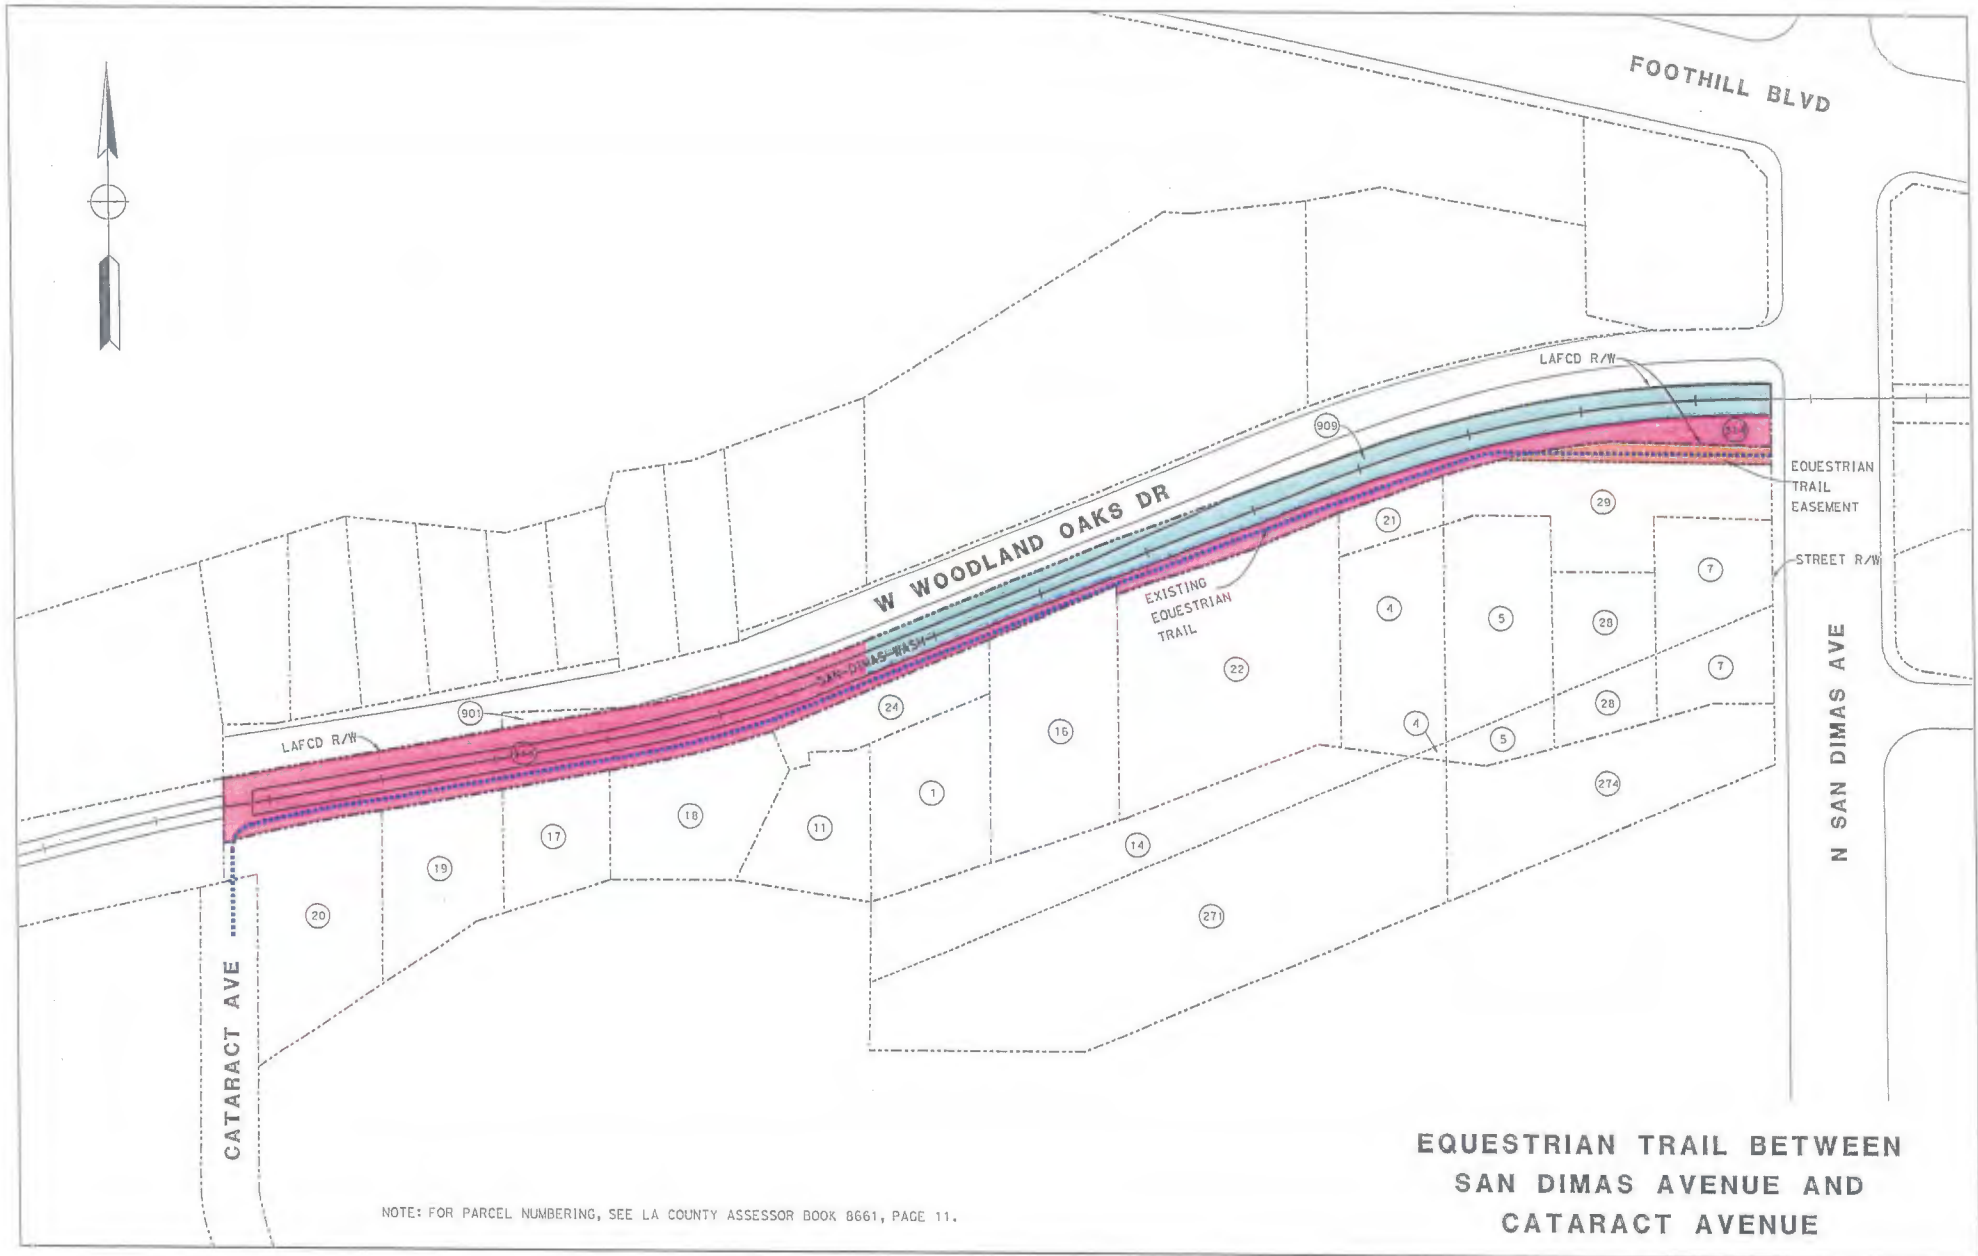 FOOTHILL BLVD
LAFCD R/W
909
EQUESTRIAN
TRAIL
EASEMENT
W WOODLAND OAKS DR
29
21
EXISTING
EQUESTRIAN
TRAIL
7
STREET R/W
4
5
28
SAN DIMAS WASH
22
7
24
28
901
LAFCD R/W
16
4
5
N SAN DIMAS AVE
274
1
18
11
17
14
19
20
271
CATARACT AVE
EQUESTRIAN TRAIL BETWEEN
SAN DIMAS AVENUE AND
CATARACT AVENUE
NOTE: FOR PARCEL NUMBERING, SEE LA COUNTY ASSESSOR BOOK 8661, PAGE 11.